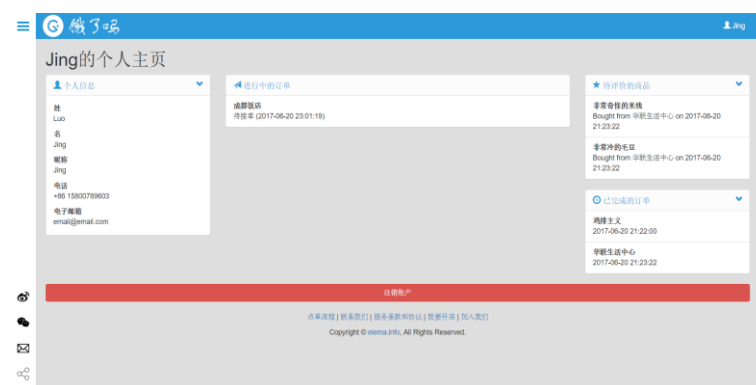 饿了吗
Jing
Jing的个人主页
个人信息
姓
Luo
名
Jing
昵称
Jing
电话
+86 15800789603
电子邮箱
email@email.com
进行中的订单
成都饭店
待接单 (2017-06-20 23:01:19)
待评价的商品
非常奇怪的米线
Bought from 华联生活中心 on 2017-06-20
21:23:22
非常冷的毛豆
Bought from 华联生活中心 on 2017-06-20
21:23:22
已完成的订单
鸡排主义
2017-06-20 21:22:00
华联生活中心
2017-06-20 21:23:22
注销账户
点单流程 | 联系我们 | 服务条款和协议 | 我要开店 | 加入我们
Copyright © elema.info, All Rights Reserved.